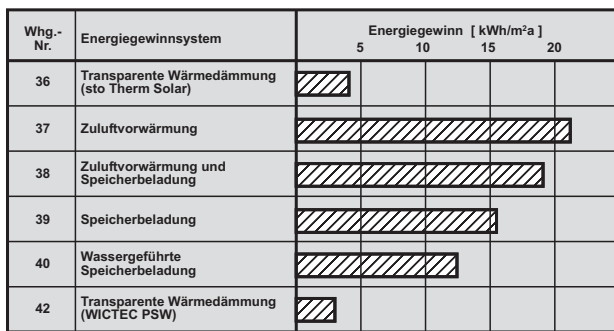 Whg.-
Nr.
Energiegewinnsystem
Energiegewinn [ kWh/m²a ]
5 10 15 20
36
Transparente Wärmedämmung
(sto Therm Solar)
37
Zuluftvorwärmung
38
Zuluftvorwärmung und
Speicherbeladung
39
Speicherbeladung
40
Wassergeführte
Speicherbeladung
42
Transparente Wärmedämmung
(WICTEC PSW)